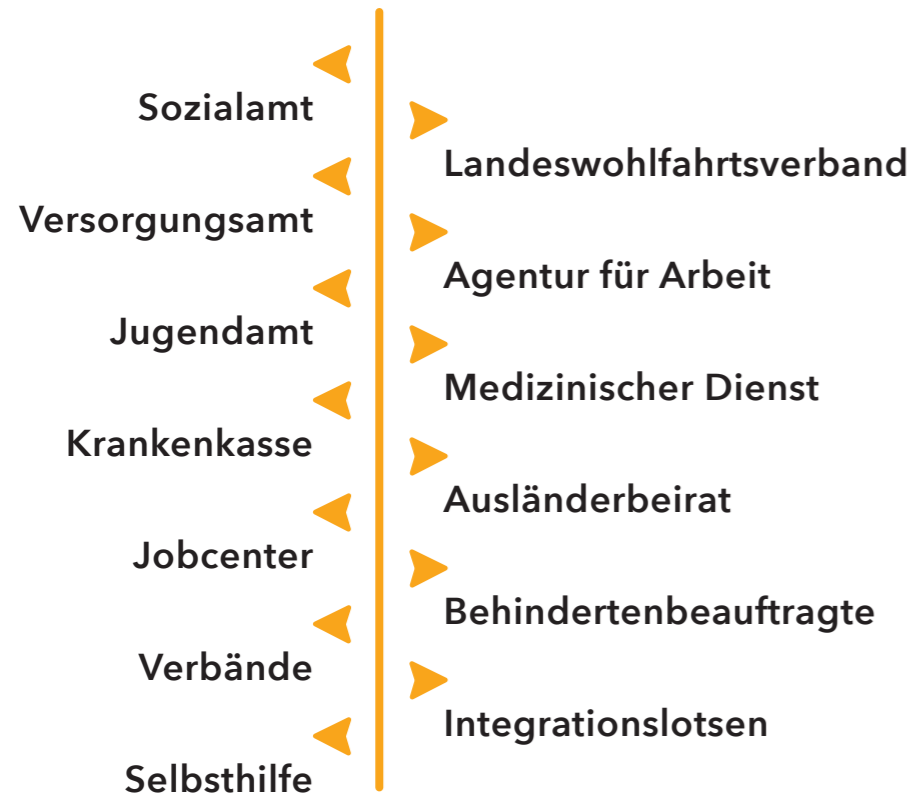 Sozialamt
Landeswohlfahrtsverband
Versorgungsamt
Agentur für Arbeit
Jugendamt
Medizinischer Dienst
Krankenkasse
Ausländerbeirat
Jobcenter
Behindertenbeauftragte
Verbände
Integrationslotsen
Selbsthilfe